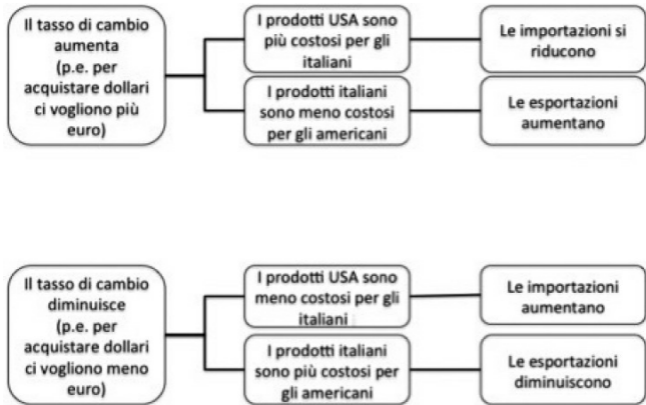 Il tasso di cambio
aumenta
(p.e. per
acquistare dollari
ci vogliono più
euro)
I prodotti USA sono
più costosi per gli
italiani
Le importazioni si
riducono
I prodotti italiani
sono meno costosi
per gli americani
Le esportazioni
aumentano
Il tasso di cambio
diminuisce
(p.e. per
acquistare dollari
ci vogliono meno
euro)
I prodotti USA sono
meno costosi per gli
italiani
Le importazioni
aumentano
I prodotti italiani
sono più costosi per
gli americani
Le esportazioni
diminuiscono